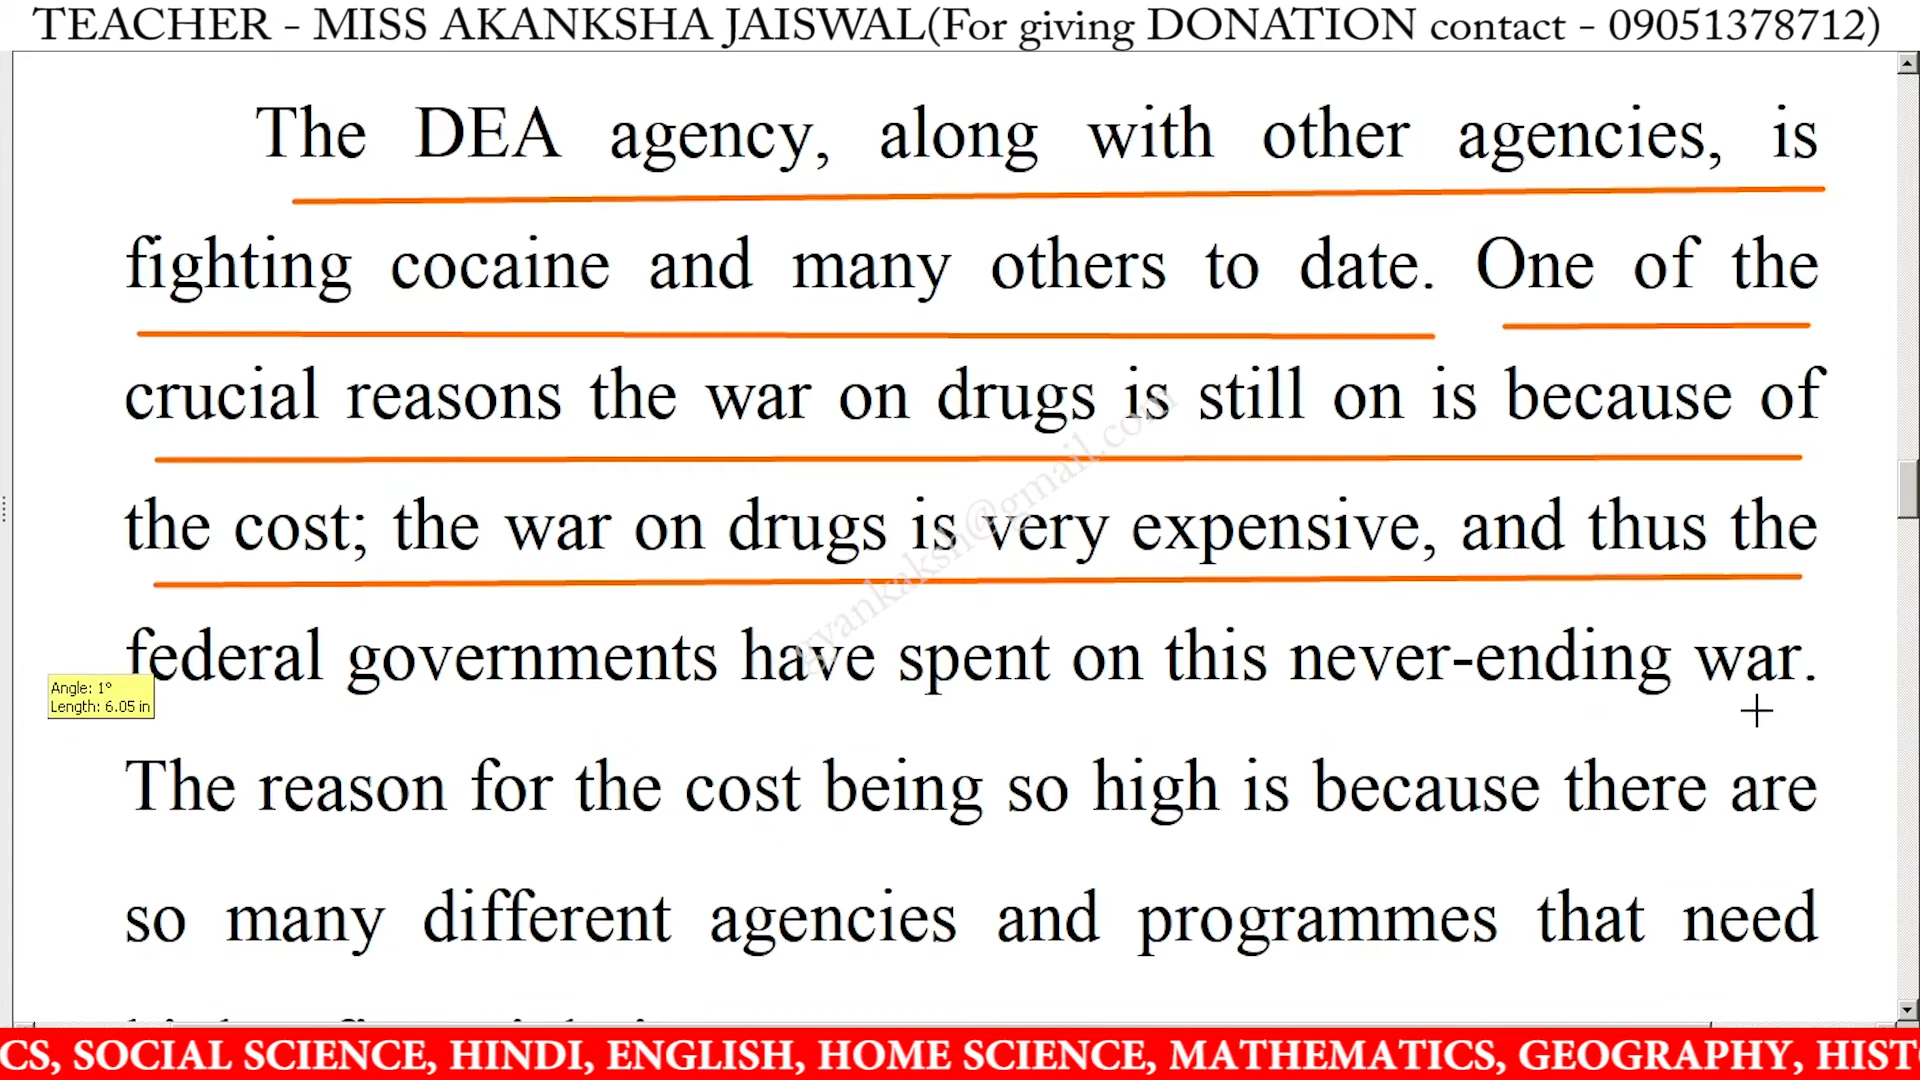 TEACHER - MISS AKANKSHA JAISWAL(For giving DONATION contact - 09051378712)
The DEA agency, along with other agencies, is
fighting cocaine and many others to date. One of the
crucial reasons the war on drugs is still on is because of
the cost; the war on drugs is very expensive, and thus the
federal governments have spent on this never-ending war.
Angle: 1°
Length: 6.05 in
The reason for the cost being so high is because there are
so many different agencies and programmes that need
gyankaksh@gmail.com
CS, SOCIAL SCIENCE, HINDI, ENGLISH, HOME SCIENCE, MATHEMATICS, GEOGRAPHY, HIST